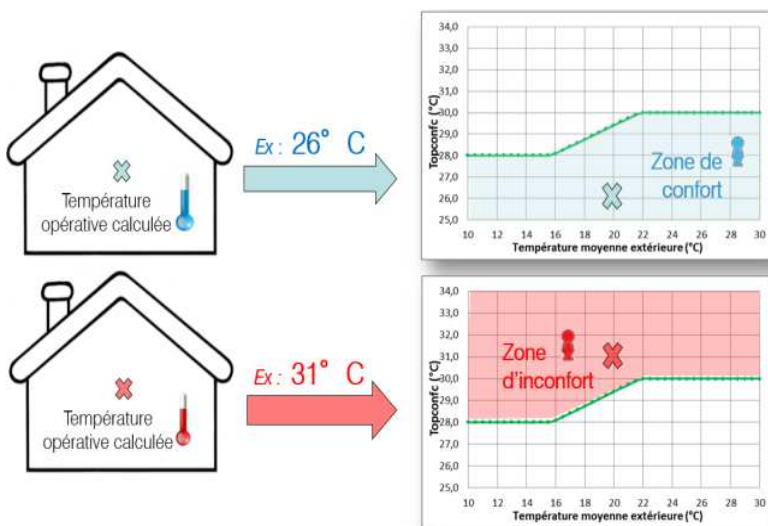 Température
opérative calculée
Ex : 26° C
34,0
33,0
32,0
31,0
30,0
29,0
28,0
27,0
26,0
25,0
Topconfc (°C)
Zone de
confort
10 12 14 16 18 20 22 24 26 28 30
Température moyenne extérieure (°C)
Température
opérative calculée
Ex : 31° C
34,0
33,0
32,0
31,0
30,0
29,0
28,0
27,0
26,0
25,0
Topconfc (°C)
Zone
d'inconfort
10 12 14 16 18 20 22 24 26 28 30
Température moyenne extérieure (°C)